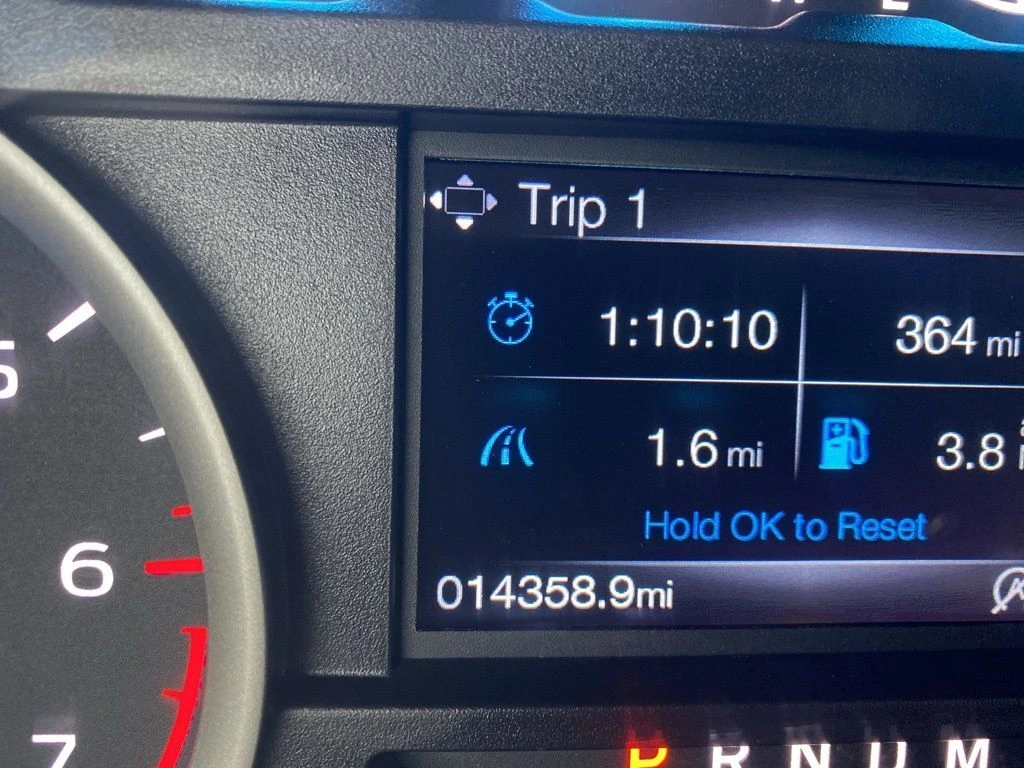 Trip 1
1:10:10
364 mi
1.6 mi
3.8
Hold OK to Reset
014358.9mi
5
6
7
P R N D M